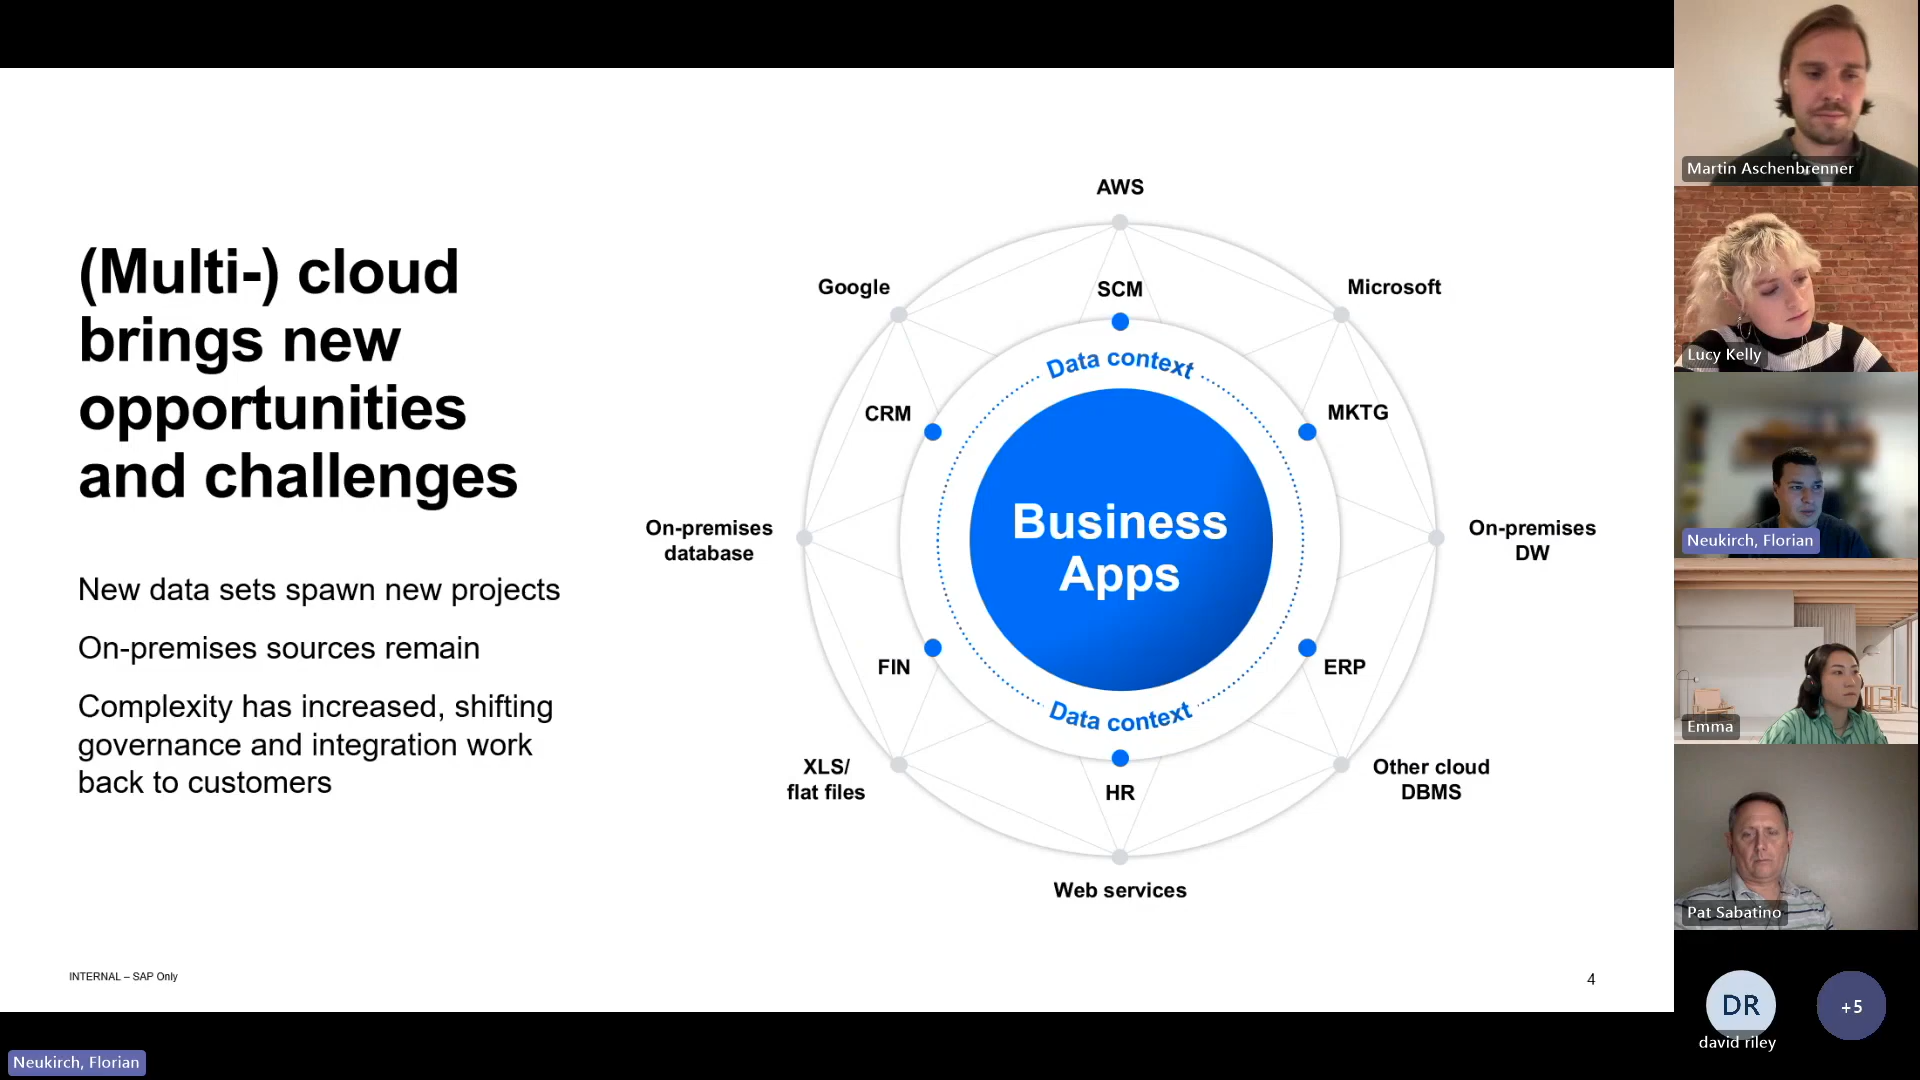 (Multi-) cloud
brings new
opportunities
and challenges
New data sets spawn new projects
On-premises sources remain
Complexity has increased, shifting
governance and integration work
back to customers
AWS
Google
Microsoft
SCM
Data context
CRM
MKTG
Business
Apps
On-premises
database
On-premises
DW
FIN
ERP
Data context
XLS/
flat files
HR
Other cloud
DBMS
Web services
INTERNAL – SAP Only
4
Neukirch, Florian
Martin Aschenbrenner
Lucy Kelly
Neukirch, Florian
Emma
Pat Sabatino
DR
david riley
+5